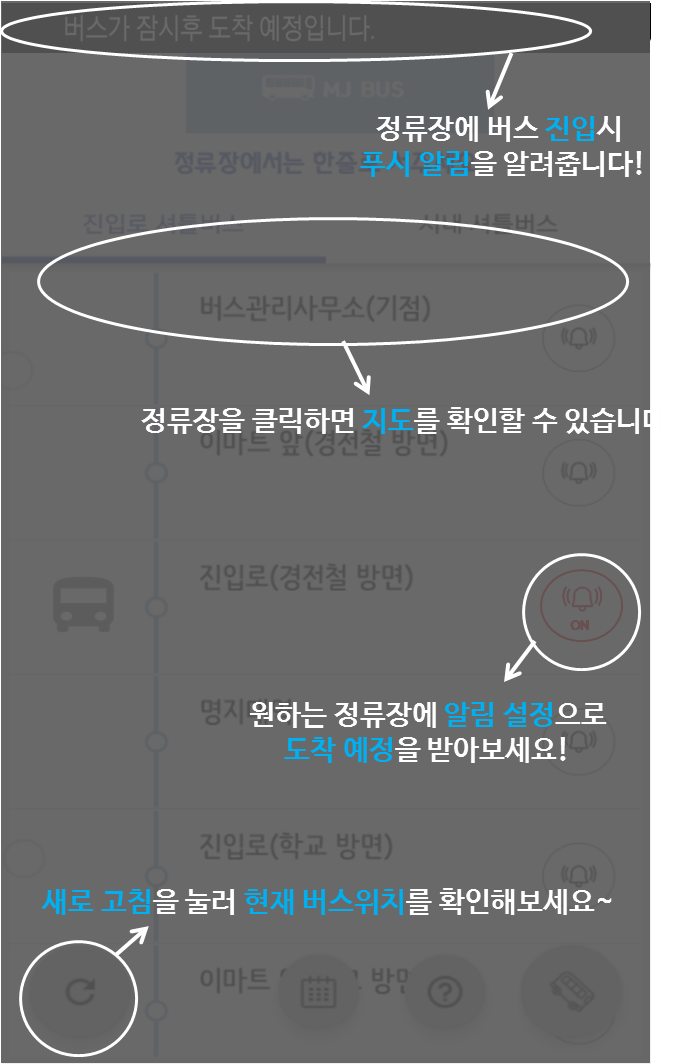 버스가 잠시후 도착 예정입니다.
MJ BUS
정류장에 버스 진입시
정류장에서는 한줄로
푸시 알림을 알려줍니다!
진입로 셔틀버스
시내 셔틀버스
버스관리사무소(기점)
정류장을 클릭하면 지도를 확인할 수 있습니
이마트 앞(경전철 방면)
진입로(경전철 방면)
ON
명지
원하는 정류장에 알림 설정으로
도착 예정을 받아보세요!
진입로(학교 방면)
새로 고침을 눌러 현재 버스위치를 확인해보세요~
이마트 방면